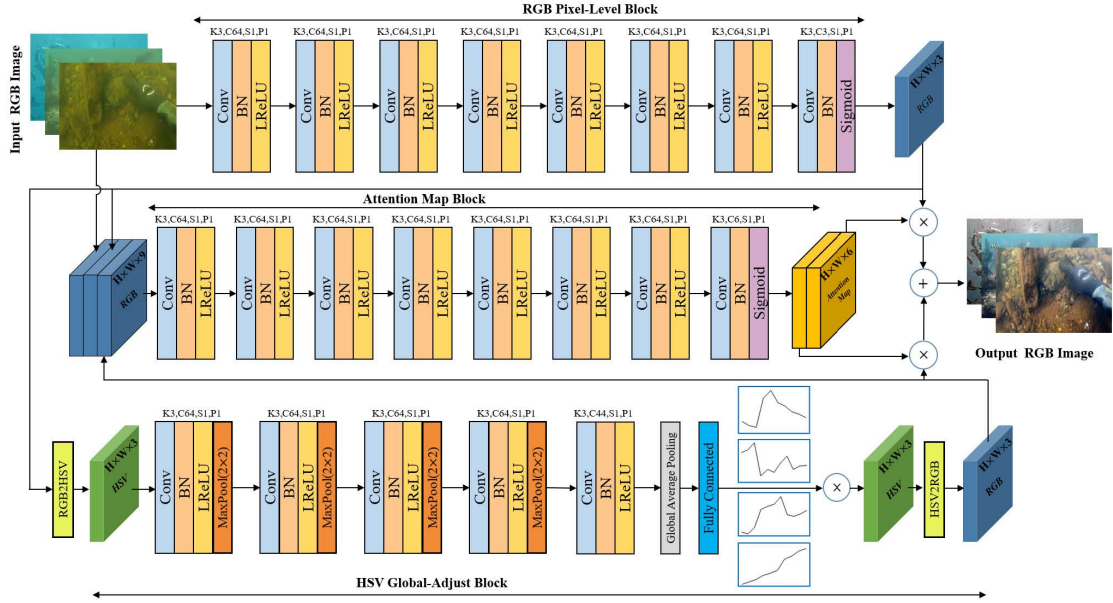 RGB Pixel-Level Block
Input RGB Image
K3,C64,S1,P1
K3,C64,S1,P1
K3,C64,S1,P1
K3,C64,S1,P1
K3,C64,S1,P1
K3,C64,S1,P1
K3,C64,S1,P1
K3,C3,S1,P1
Conv
BN
LReLU
Conv
BN
LReLU
Conv
BN
LReLU
Conv
BN
LReLU
Conv
BN
LReLU
Conv
BN
LReLU
Conv
BN
LReLU
Conv
BN
Sigmoid
H×W×3
RGB
Attention Map Block
K3,C64,S1,P1
K3,C64,S1,P1
K3,C64,S1,P1
K3,C64,S1,P1
K3,C64,S1,P1
K3,C64,S1,P1
K3,C64,S1,P1
K3,C6,S1,P1
H×W×9
RGB
Conv
BN
LReLU
Conv
BN
LReLU
Conv
BN
LReLU
Conv
BN
LReLU
Conv
BN
LReLU
Conv
BN
LReLU
Conv
BN
LReLU
Conv
BN
Sigmoid
H×W×6
Attention
Map
×
+
×
Output RGB Image
K3,C64,S1,P1
K3,C64,S1,P1
K3,C64,S1,P1
K3,C64,S1,P1
K3,C44,S1,P1
RGB2HSV
H×W×3
HSV
Conv
BN
LReLU
MaxPool(2×2)
Conv
BN
LReLU
MaxPool(2×2)
Conv
BN
LReLU
MaxPool(2×2)
Conv
BN
LReLU
MaxPool(2×2)
Conv
BN
LReLU
Global Average Pooling
Fully Connected
×
H×W×3
HSV
HSV2RGB
H×W×3
RGB
HSV Global-Adjust Block